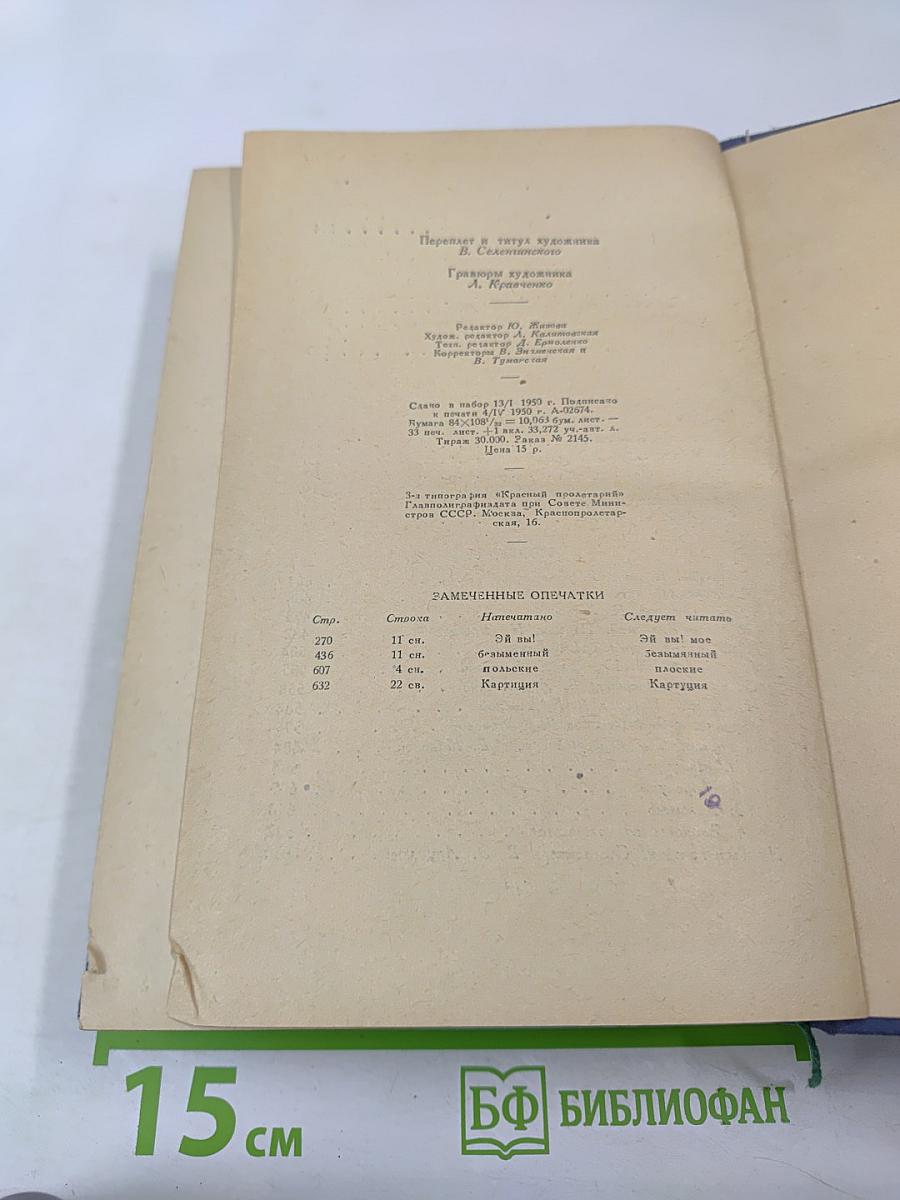 Переплет и титул художника
В. Селенгинского
Гравюры художника
Л. Кравченко
Редактор Ю. Живова
Худож. редактор Л. Калитовская
Техн. редактор Д. Ермоленко
Корректоры В. Знаменская и
В. Тумарская
Сдано в набор 13/I 1950 г. Подписано
к печати 4/IV 1950 г. А-02674.
Бумага 84×108¹/₃₂ = 10,063 бум. лист. —
33 печ. лист. + 1 вкл. 33,272 уч.-авт. л.
Тираж 30.000. Заказ № 2145.
Цена 15 р.
3-я типография «Красный пролетарий»
Главполиграфиздата при Совете Мини-
стров СССР. Москва, Краснопролетар-
ская, 16.
ЗАМЕЧЕННЫЕ ОПЕЧАТКИ
Стр. Строка Напечатано Следует читать
270 11 сн. Эй вы! Эй вы! мое
436 11 сн. безыменный безымянный
607 4 сн. польские плоские
632 22 св. Картиция Картуция
15 см
БФ БИБЛИОФАН